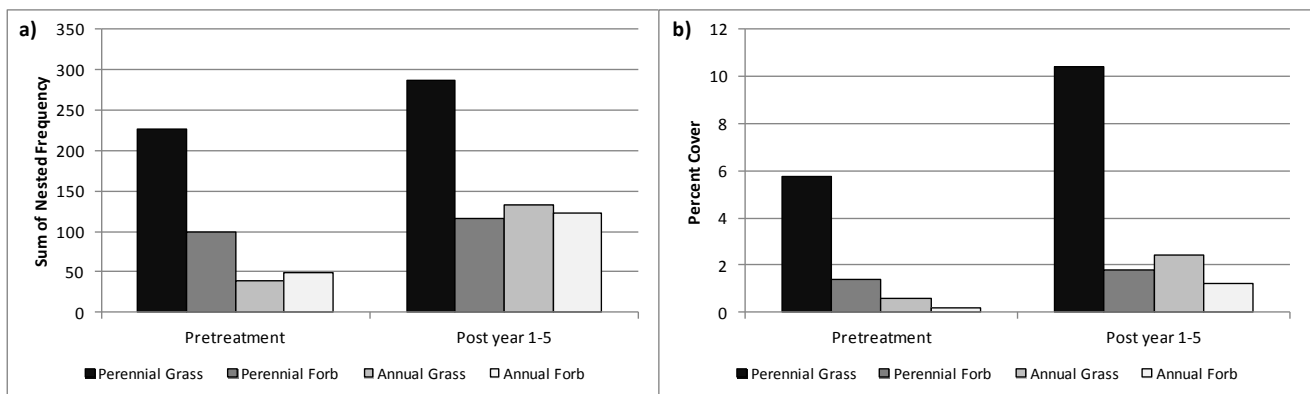 a)
Sum of Nested Frequency
350
300
250
200
150
100
50
0
Pretreatment Post year 1-5
Perennial Grass Perennial Forb Annual Grass Annual Forb
b)
Percent Cover
12
10
8
6
4
2
0
Pretreatment Post year 1-5
Perennial Grass Perennial Forb Annual Grass Annual Forb